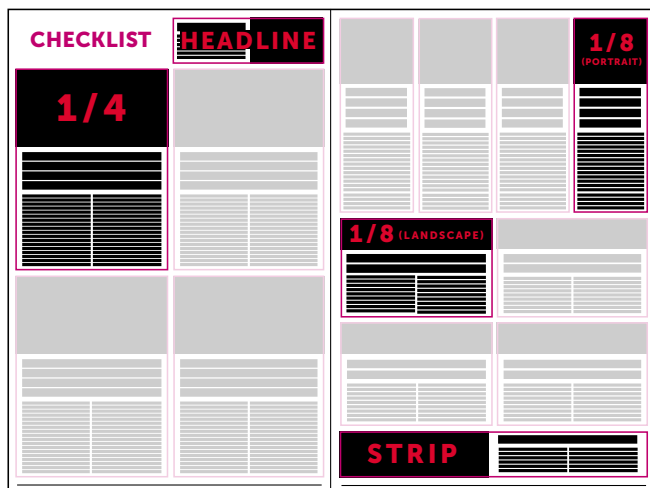 CHECKLIST
HEADLINE
1/4
1/8
(PORTRAIT)
1/8 (LANDSCAPE)
STRIP